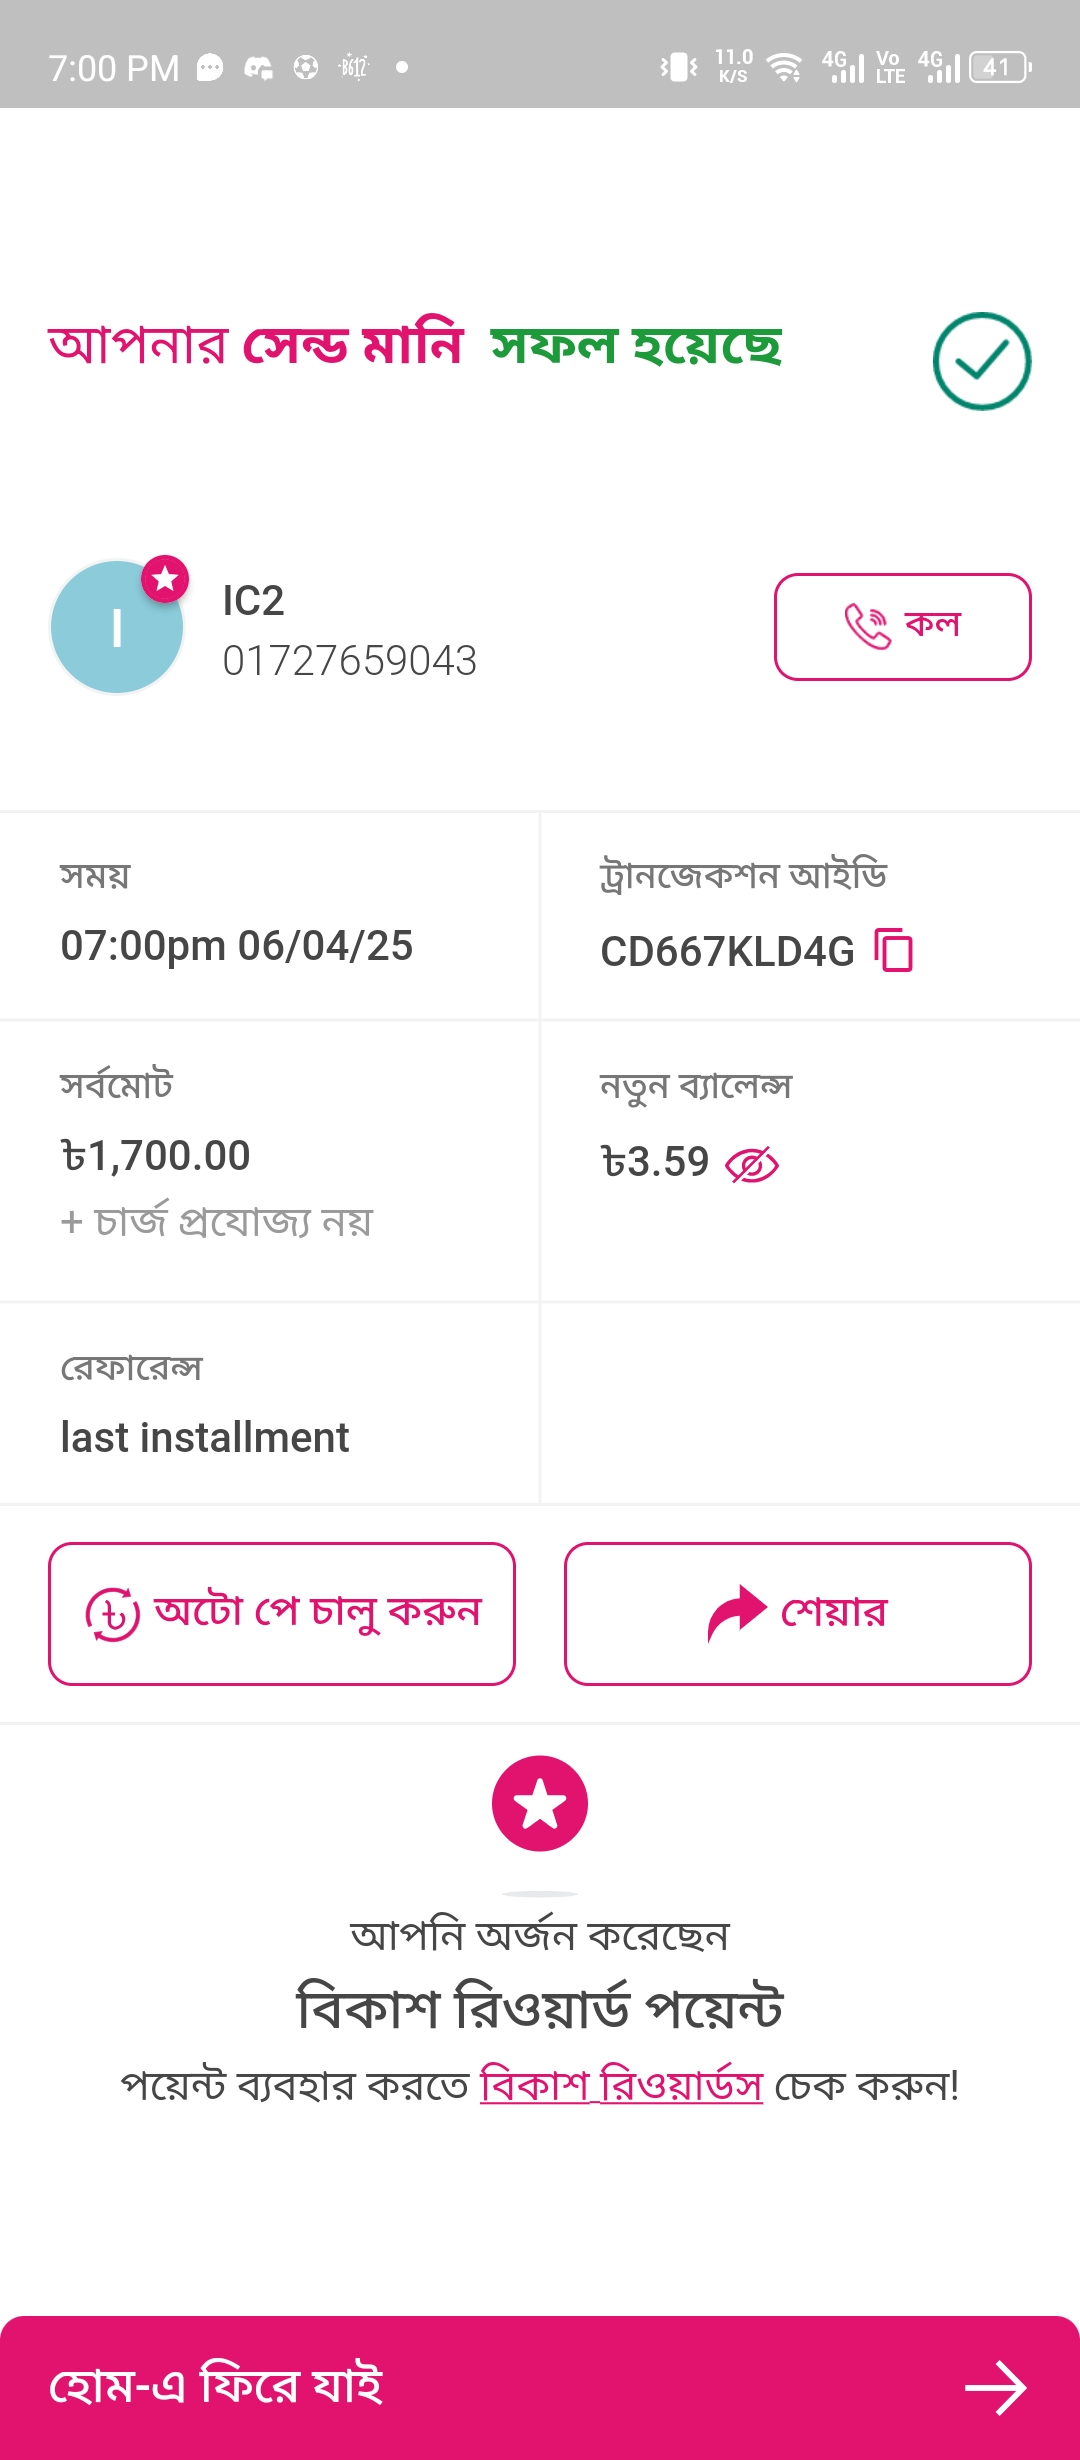 7:00 PM B612 11.0 K/S 4G Vo LTE 4G 41
আপনার সেন্ড মানি সফল হয়েছে
I
IC2
01727659043
কল
সময়
07:00pm 06/04/25
ট্রানজেকশন আইডি
CD667KLD4G
সর্বমোট
৳1,700.00
+ চার্জ প্রযোজ্য নয়
নতুন ব্যালেন্স
৳3.59
রেফারেন্স
last installment
অটো পে চালু করুন
শেয়ার
আপনি অর্জন করেছেন
বিকাশ রিওয়ার্ড পয়েন্ট
পয়েন্ট ব্যবহার করতে বিকাশ রিওয়ার্ডস চেক করুন!
হোম-এ ফিরে যাই